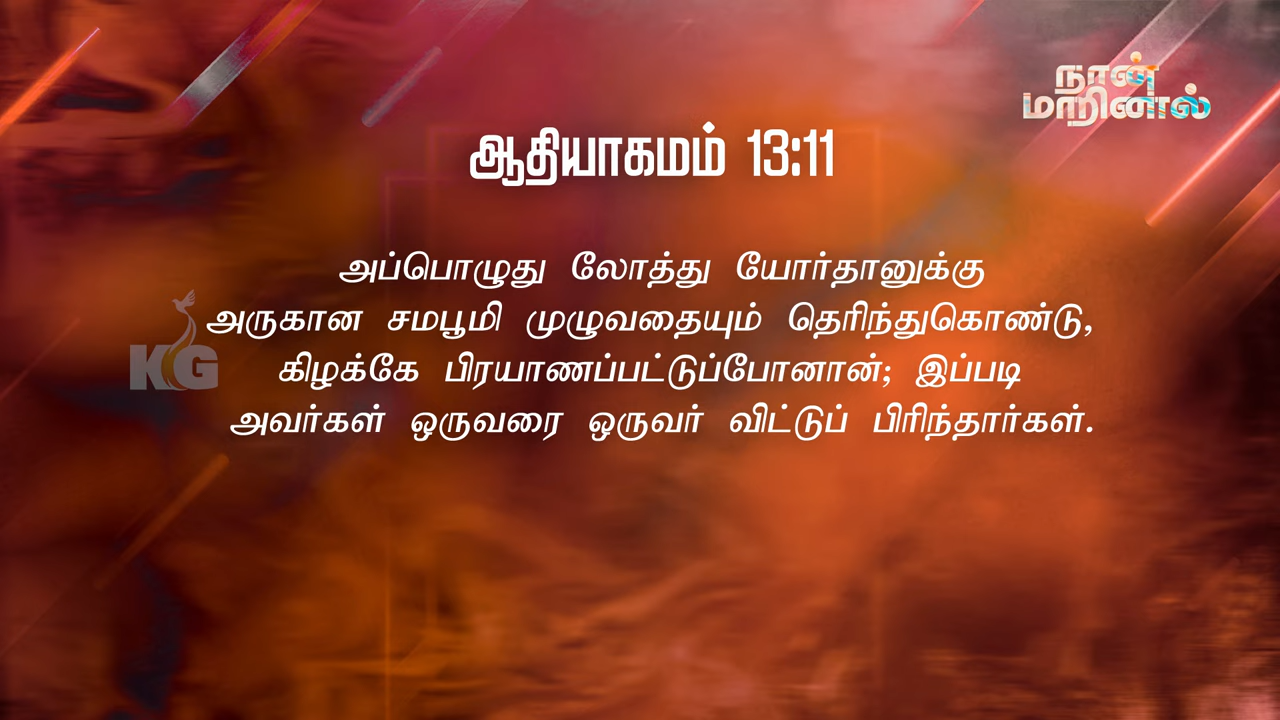 நான்
மாறினால்
ஆதியாகமம் 13:11
அப்பொழுது லோத்து யோர்தானுக்கு
அருகான சமபூமி முழுவதையும் தெரிந்துகொண்டு,
கிழக்கே பிரயாணப்பட்டுப்போனான்; இப்படி
அவர்கள் ஒருவரை ஒருவர் விட்டுப் பிரிந்தார்கள்.
KG